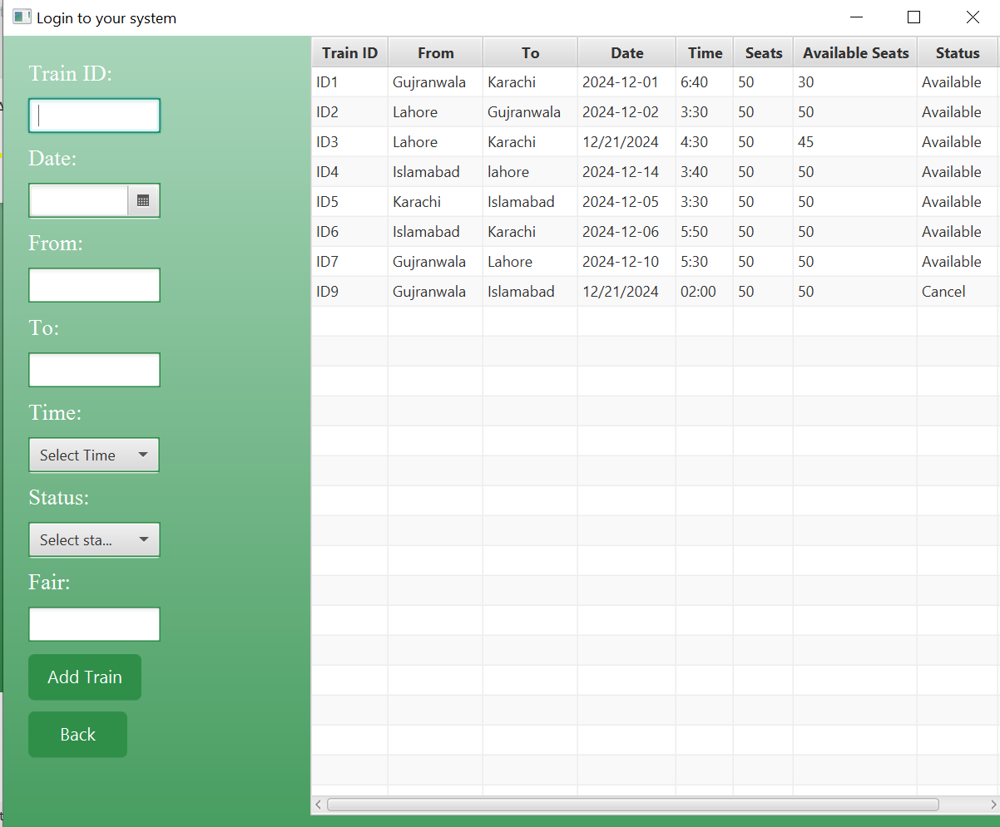 Login to your system
Train ID:
Date:
From:
To:
Time:
Select Time
Status:
Select sta...
Fair:
Add Train
Back
Train ID From To Date Time Seats Available Seats Status
ID1 Gujranwala Karachi 2024-12-01 6:40 50 30 Available
ID2 Lahore Gujranwala 2024-12-02 3:30 50 50 Available
ID3 Lahore Karachi 12/21/2024 4:30 50 45 Available
ID4 Islamabad lahore 2024-12-14 3:40 50 50 Available
ID5 Karachi Islamabad 2024-12-05 3:30 50 50 Available
ID6 Islamabad Karachi 2024-12-06 5:50 50 50 Available
ID7 Gujranwala Lahore 2024-12-10 5:30 50 50 Available
ID9 Gujranwala Islamabad 12/21/2024 02:00 50 50 Cancel